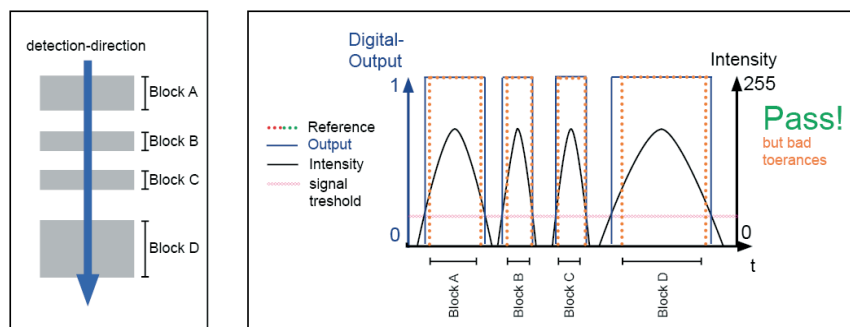 detection-direction
Block A
Block B
Block C
Block D
Digital-
Output
1
0
Reference
Output
Intensity
signal
treshold
Intensity
255
0
t
Block A
Block B
Block C
Block D
Pass!
but bad
toerances